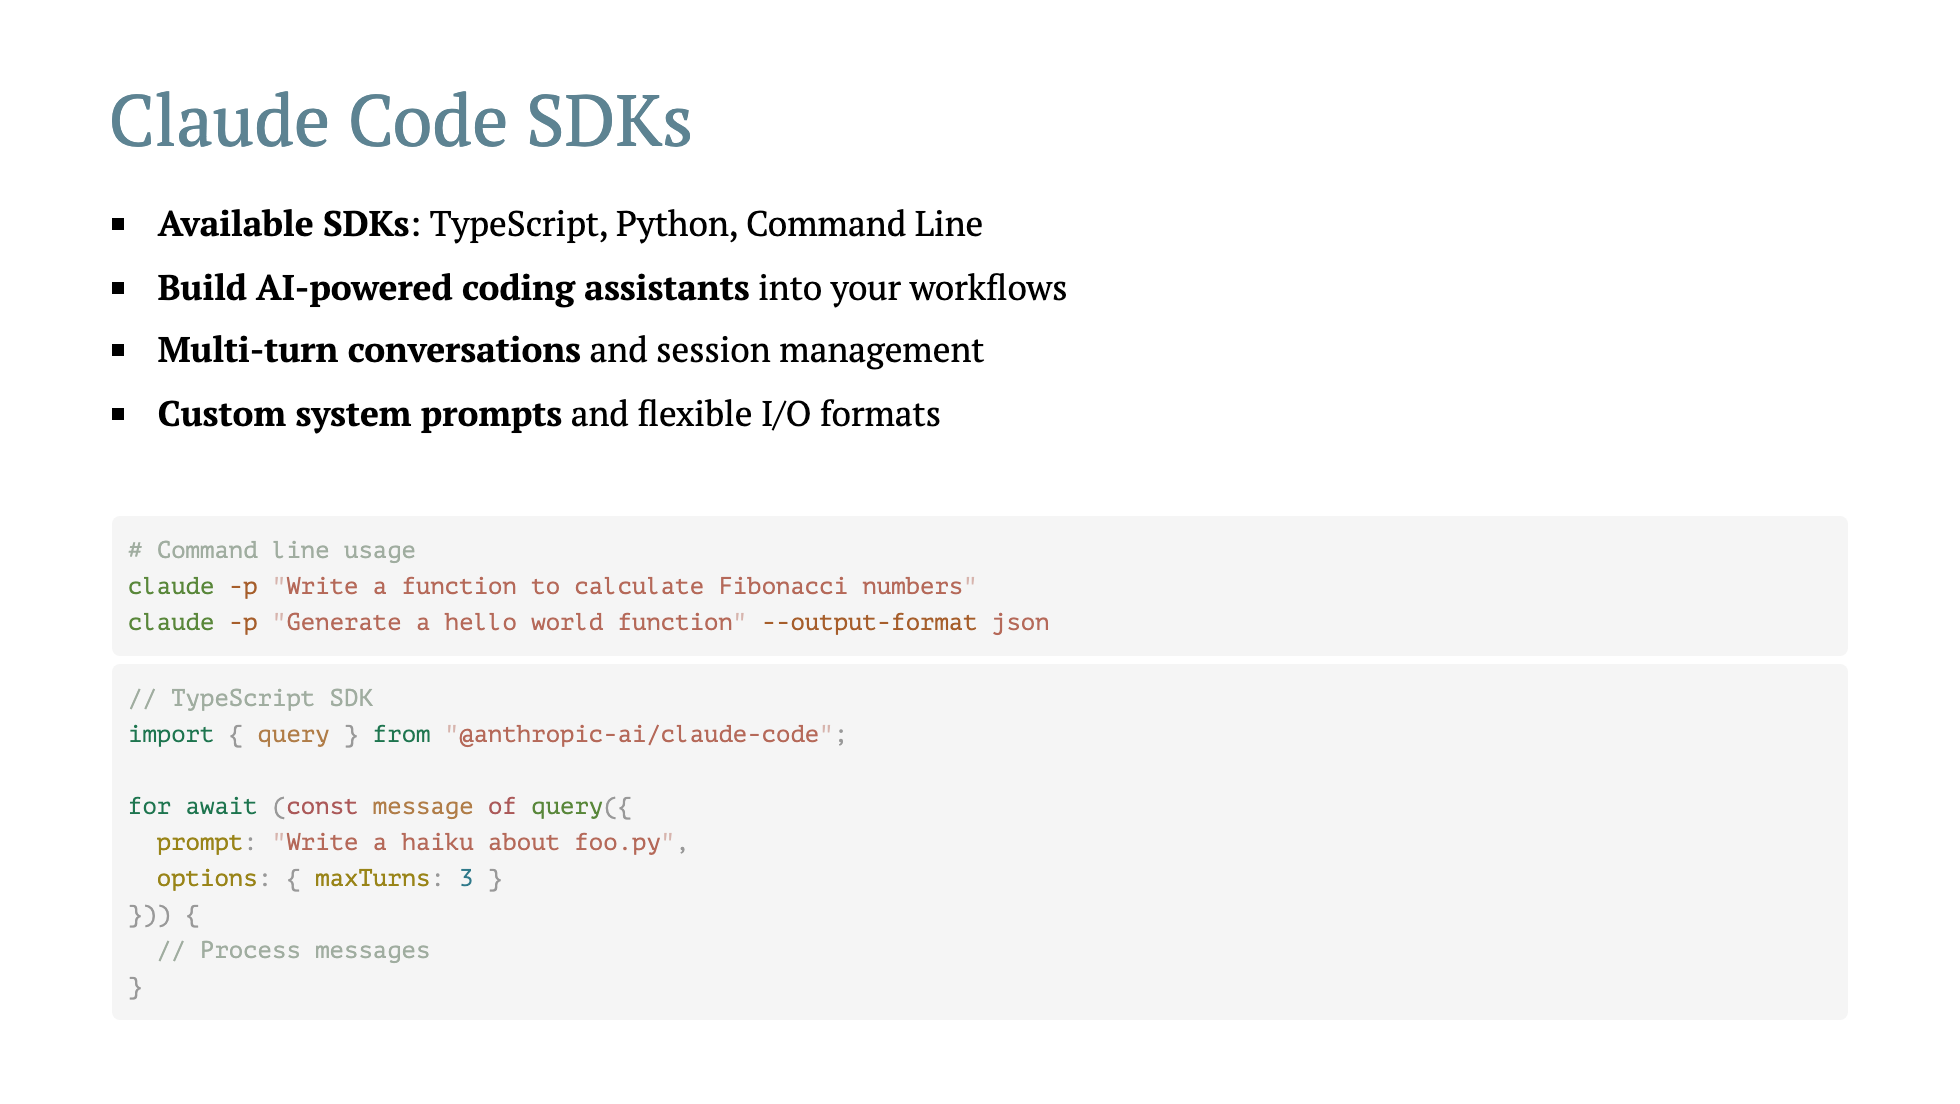 Claude Code SDKs
▪ Available SDKs: TypeScript, Python, Command Line
▪ Build AI-powered coding assistants into your workflows
▪ Multi-turn conversations and session management
▪ Custom system prompts and flexible I/O formats
# Command line usage
claude -p "Write a function to calculate Fibonacci numbers"
claude -p "Generate a hello world function" --output-format json
// TypeScript SDK
import { query } from "@anthropic-ai/claude-code";
for await (const message of query({
  prompt: "Write a haiku about foo.py",
  options: { maxTurns: 3 }
})) {
  // Process messages
}